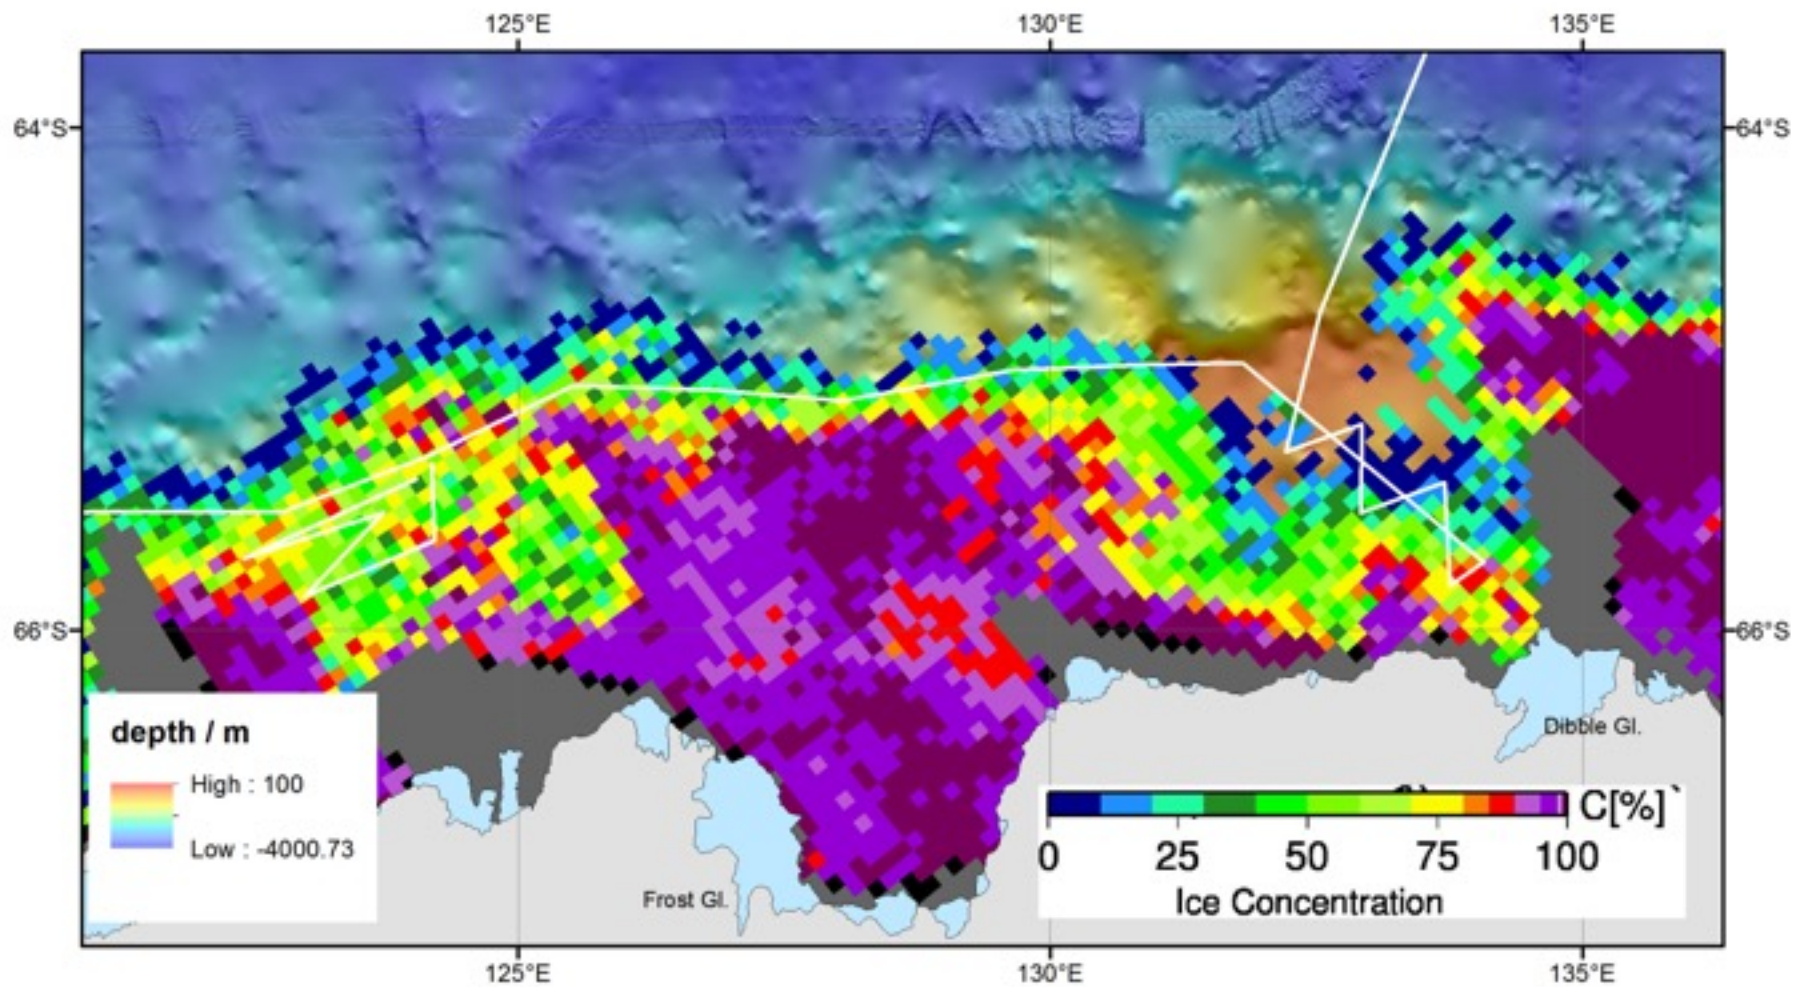 125°E 130°E 135°E
64°S 64°S
66°S 66°S
depth / m
High : 100
Low : -4000.73
Dibble Gl.
Frost Gl.
C[%]
0 25 50 75 100
Ice Concentration
125°E 130°E 135°E